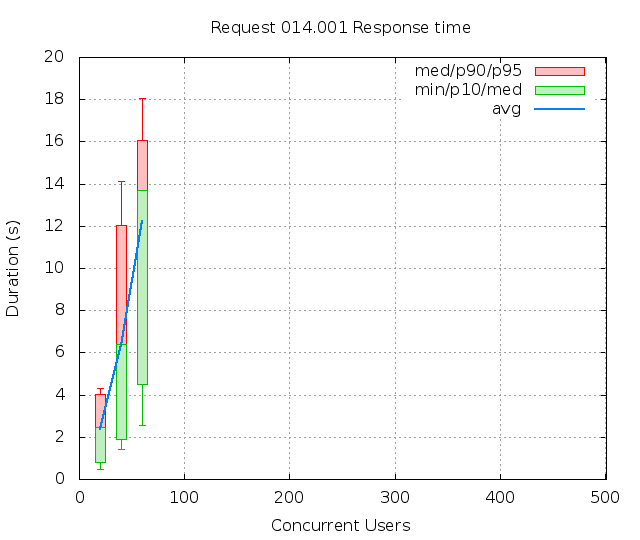 Request 014.001 Response time
20
18
16
14
12
10
8
6
4
2
0
med/p90/p95
min/p10/med
avg
Duration (s)
0 100 200 300 400 500
Concurrent Users